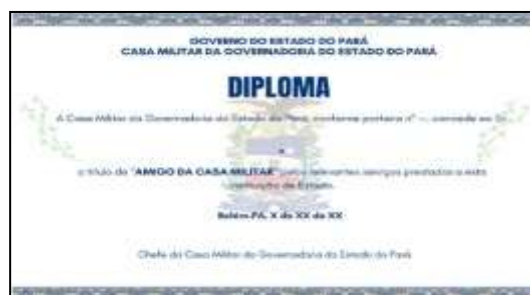 GOVERNO DO ESTADO DO PARÁ
CASA MILITAR DA GOVERNADORIA DO ESTADO DO PARÁ
DIPLOMA
A Casa Militar da Governadoria do Estado do Pará, conforme portaria nº —, concede ao Sr.
o título de "AMIGO DA CASA MILITAR" pelos relevantes serviços prestados a esta
Instituição de Estado.
Belém-PA, X de XX de XX
Chefe da Casa Militar da Governadoria do Estado do Pará